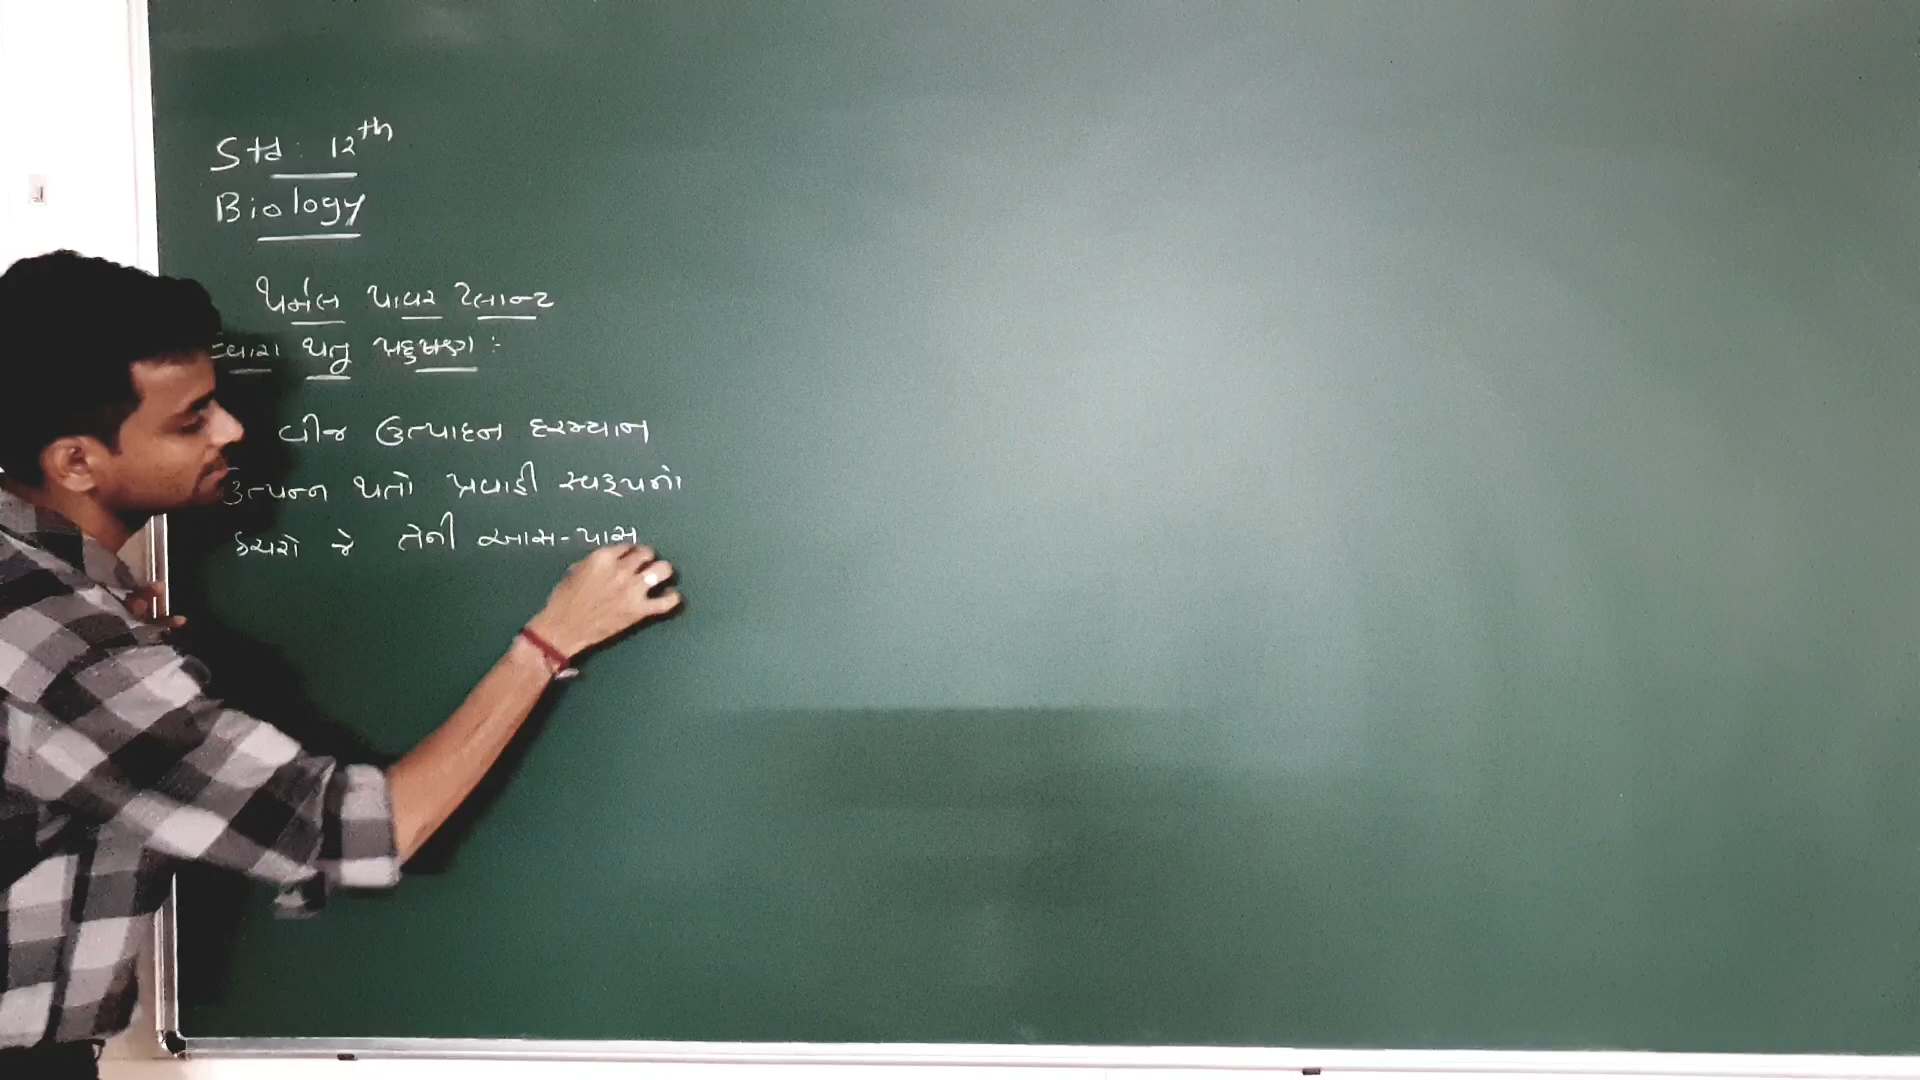 Std: 12th
Biology
થર્મલ પાવર પ્લાન્ટ
દ્વારા થતુ પ્રદુષણ :
વીજ ઉત્પાદન દરમ્યાન
ઉત્પન્ન થતો પ્રવાહી સ્વરૂપનો
કચરો જે તેની આસ-પાસ